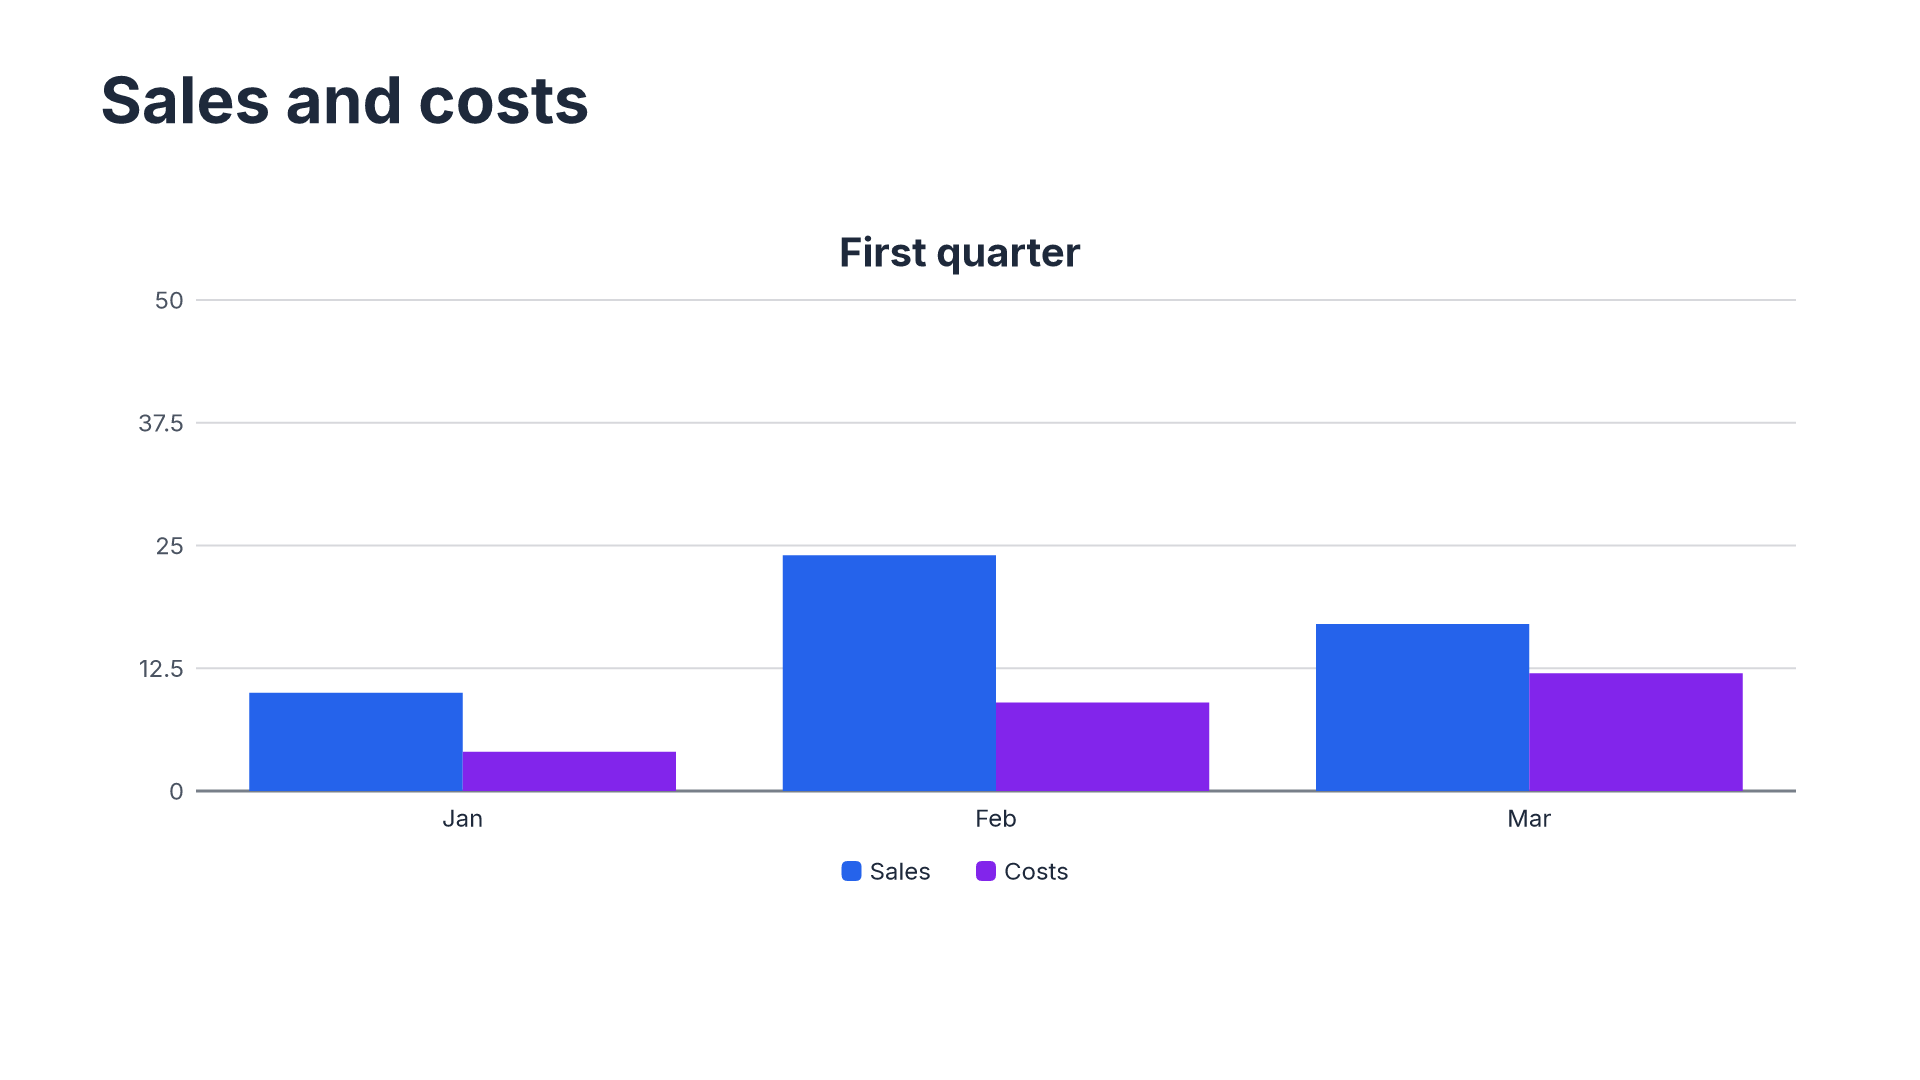 Sales and costs
First quarter
50
37.5
25
12.5
0
Jan Feb Mar
Sales Costs